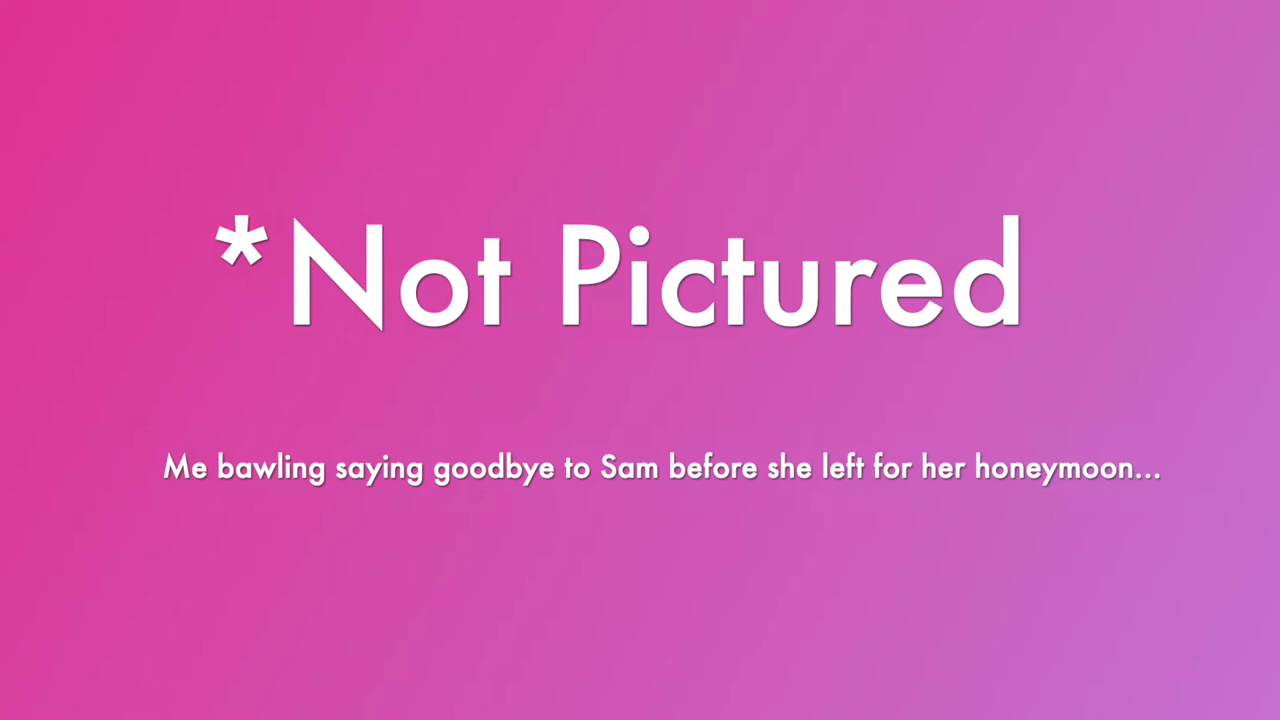 *Not Pictured
Me bawling saying goodbye to Sam before she left for her honeymoon...